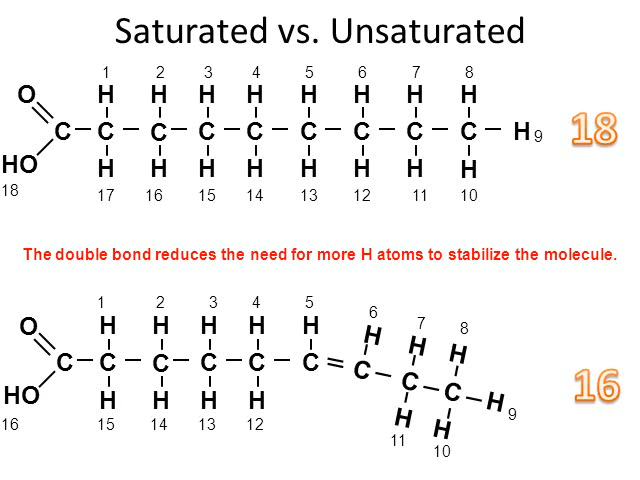 Saturated vs. Unsaturated
1 2 3 4 5 6 7 8
O H H H H H H H H
C – C – C – C – C – C – C – C – C – H 9 18
HO H H H H H H H H
18 17 16 15 14 13 12 11 10
The double bond reduces the need for more H atoms to stabilize the molecule.
1 2 3 4 5 6 7 8
O H H H H H H H H
C – C – C – C – C – C = C – C – C – H 9 16
HO H H H H H H
16 15 14 13 12 11 10